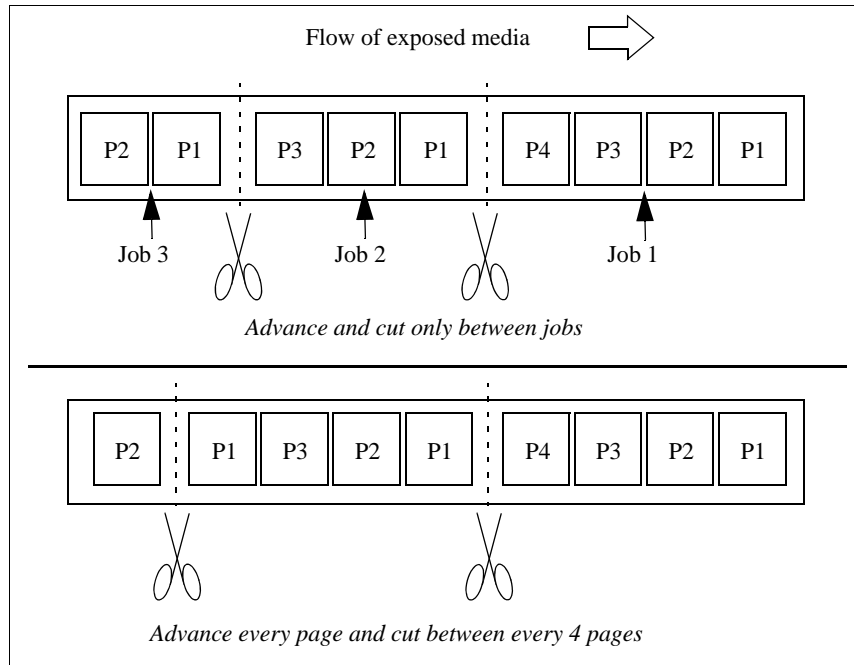 Flow of exposed media
P2 P1 P3 P2 P1 P4 P3 P2 P1
Job 3 Job 2 Job 1
Advance and cut only between jobs
P2 P1 P3 P2 P1 P4 P3 P2 P1
Advance every page and cut between every 4 pages